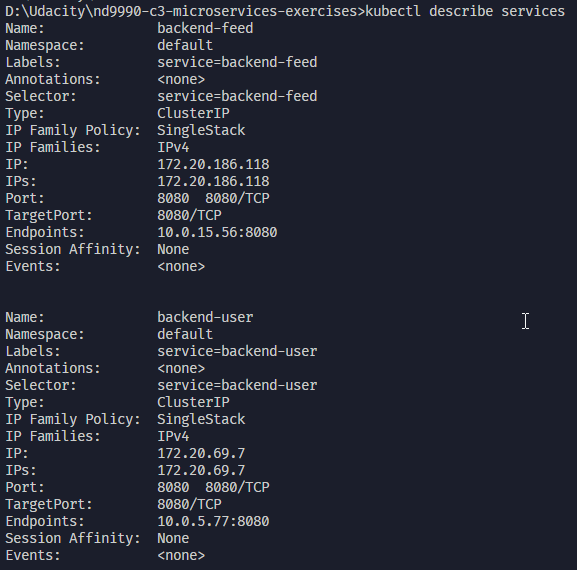 D:\Udacity\nd9990-c3-microservices-exercises>kubectl describe services
Name:              backend-feed
Namespace:         default
Labels:            service=backend-feed
Annotations:       <none>
Selector:          service=backend-feed
Type:              ClusterIP
IP Family Policy:  SingleStack
IP Families:       IPv4
IP:                172.20.186.118
IPs:               172.20.186.118
Port:              8080  8080/TCP
TargetPort:        8080/TCP
Endpoints:         10.0.15.56:8080
Session Affinity:  None
Events:            <none>
Name:              backend-user
Namespace:         default
Labels:            service=backend-user
Annotations:       <none>
Selector:          service=backend-user
Type:              ClusterIP
IP Family Policy:  SingleStack
IP Families:       IPv4
IP:                172.20.69.7
IPs:               172.20.69.7
Port:              8080  8080/TCP
TargetPort:        8080/TCP
Endpoints:         10.0.5.77:8080
Session Affinity:  None
Events:            <none>